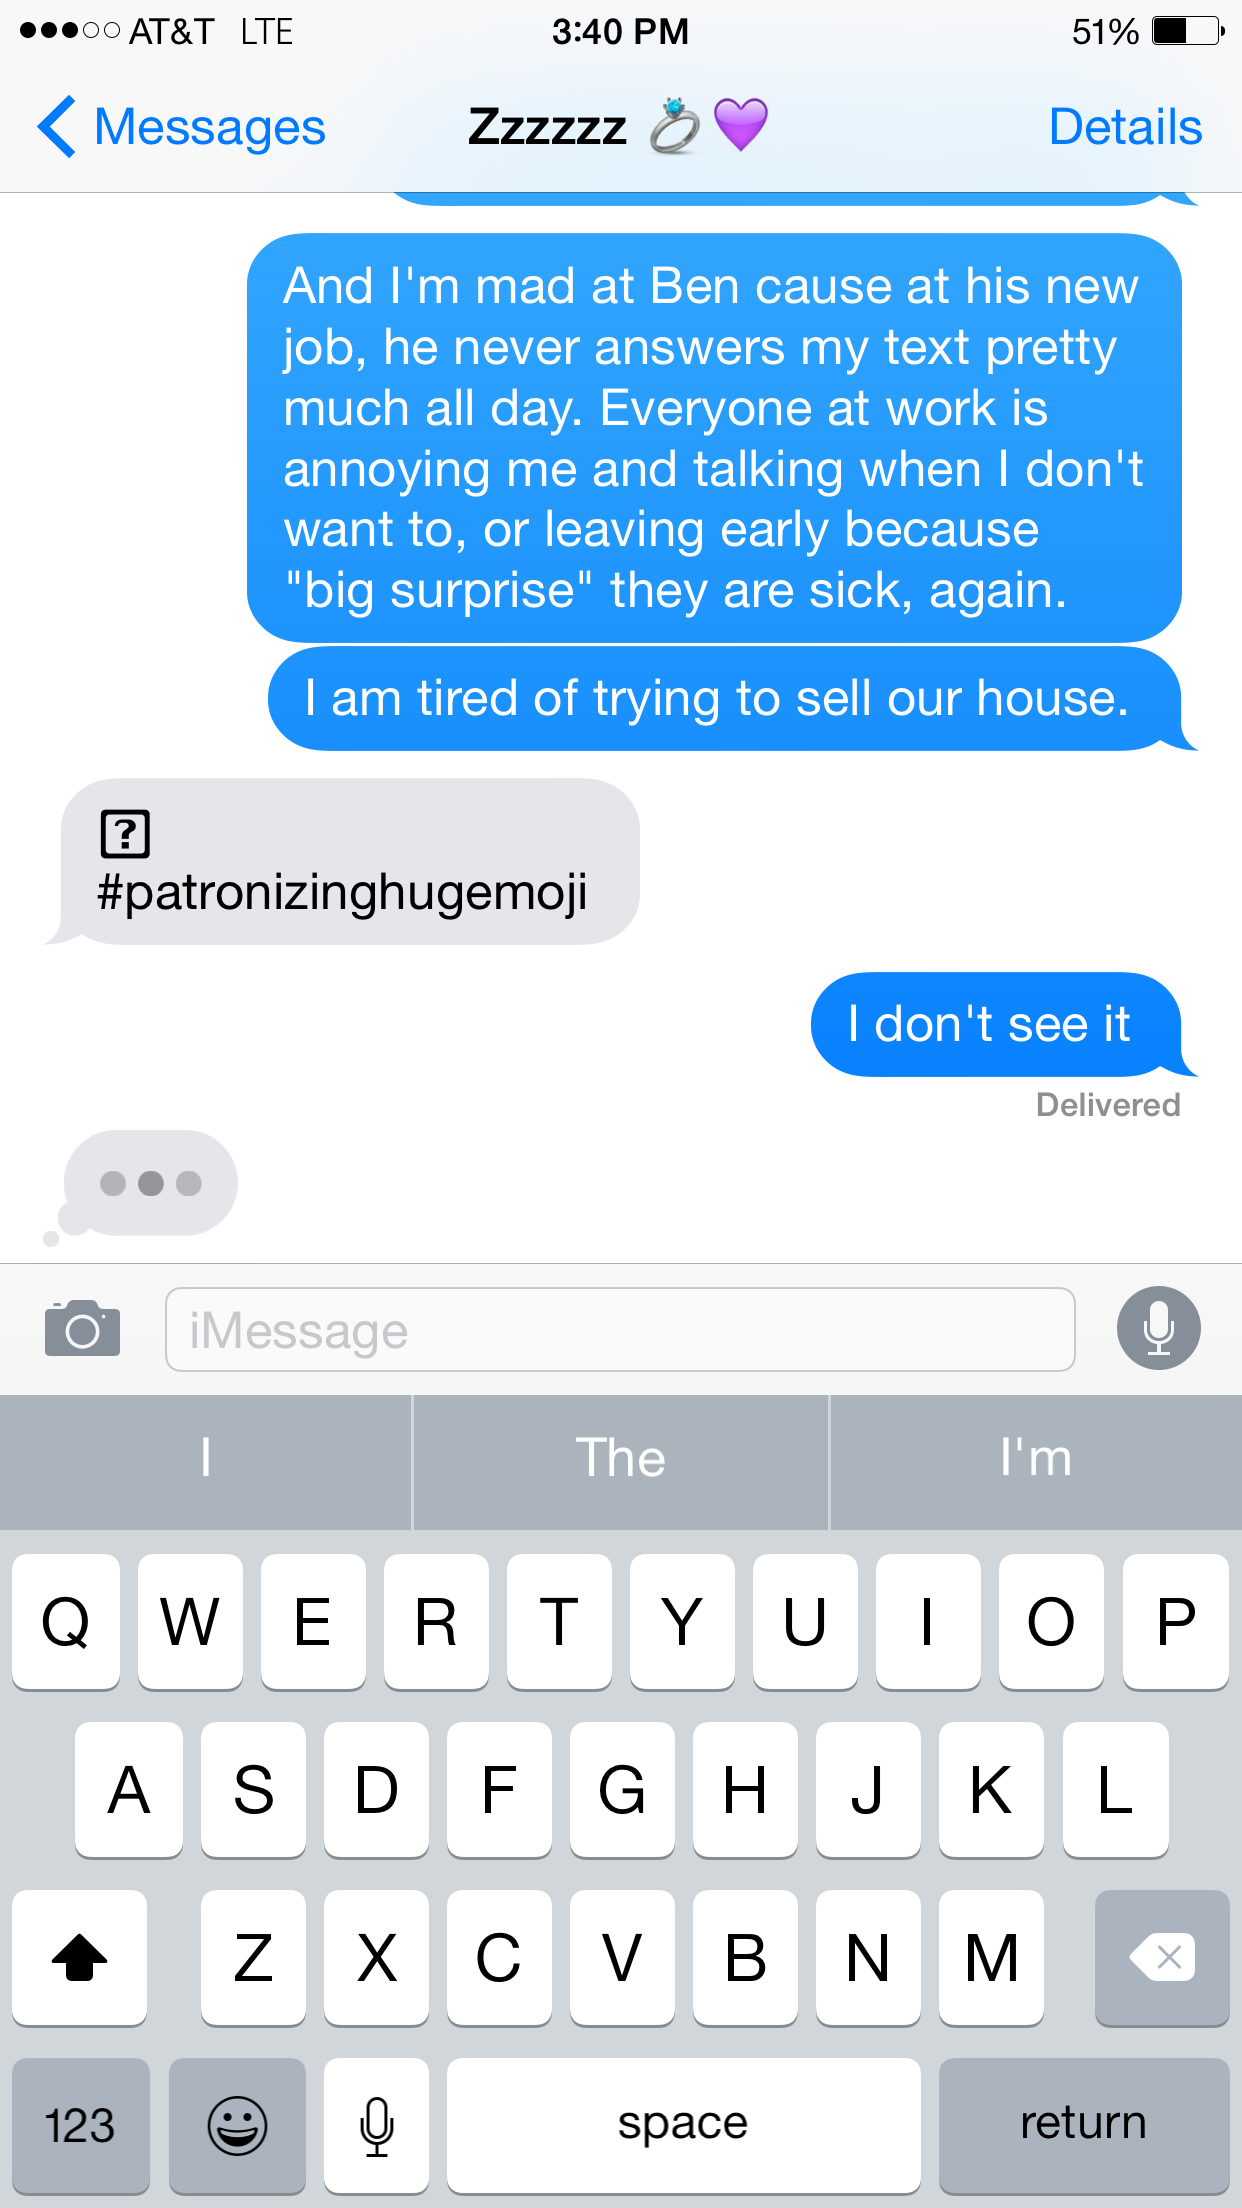 AT&T LTE 3:40 PM 51%
Messages Zzzzzz 💍💜 Details
And I'm mad at Ben cause at his new
job, he never answers my text pretty
much all day. Everyone at work is
annoying me and talking when I don't
want to, or leaving early because
"big surprise" they are sick, again.
I am tired of trying to sell our house.
?
#patronizinghugemoji
I don't see it
Delivered
iMessage
I The I'm
Q W E R T Y U I O P
A S D F G H J K L
Z X C V B N M
123 space return